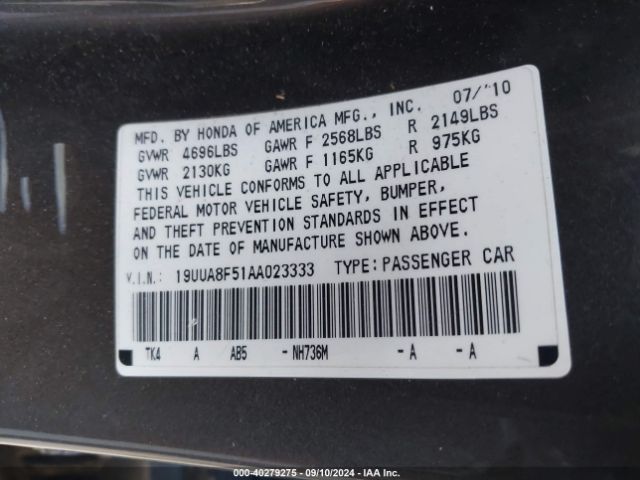 MFD. BY HONDA OF AMERICA MFG., INC. 07/'10
GVWR 4696LBS GAWR F 2568LBS R 2149LBS
GVWR 2130KG GAWR F 1165KG R 975KG
THIS VEHICLE CONFORMS TO ALL APPLICABLE
FEDERAL MOTOR VEHICLE SAFETY, BUMPER,
AND THEFT PREVENTION STANDARDS IN EFFECT
ON THE DATE OF MANUFACTURE SHOWN ABOVE.
V.I.N.: 19UUA8F51AA023333 TYPE:PASSENGER CAR
TK4 A AB5 -NH736M -A -A
000-40279275 - 09/10/2024 - IAA Inc.